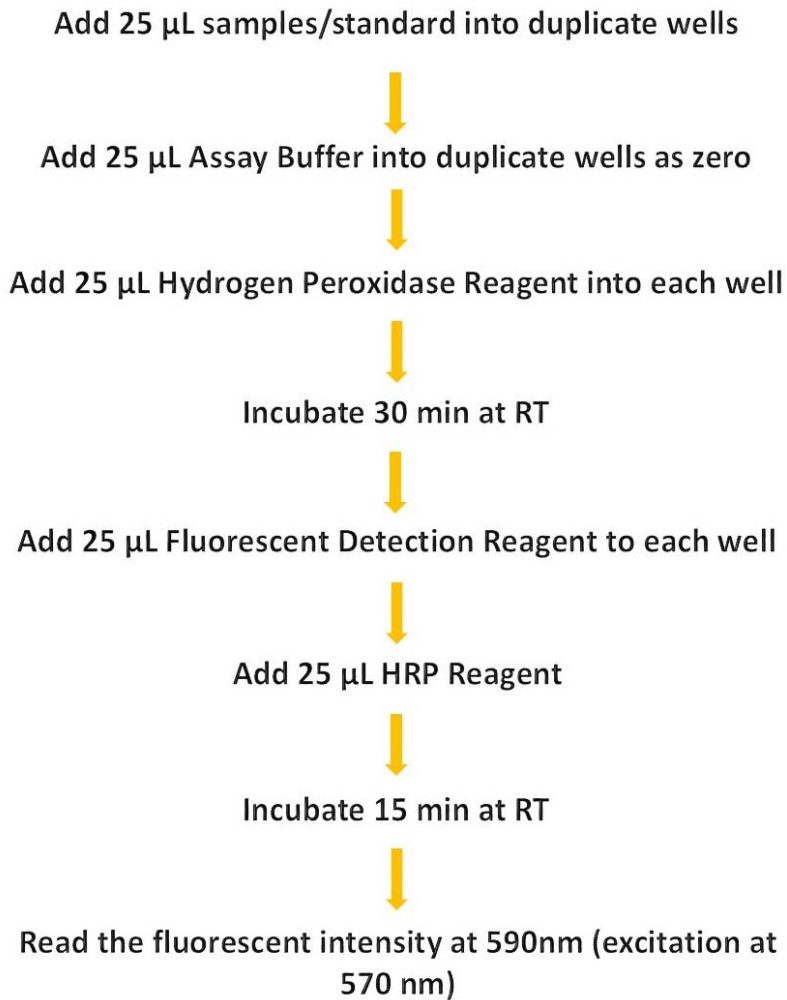 Add 25 µL samples/standard into duplicate wells
Add 25 µL Assay Buffer into duplicate wells as zero
Add 25 µL Hydrogen Peroxidase Reagent into each well
Incubate 30 min at RT
Add 25 µL Fluorescent Detection Reagent to each well
Add 25 µL HRP Reagent
Incubate 15 min at RT
Read the fluorescent intensity at 590nm (excitation at
570 nm)